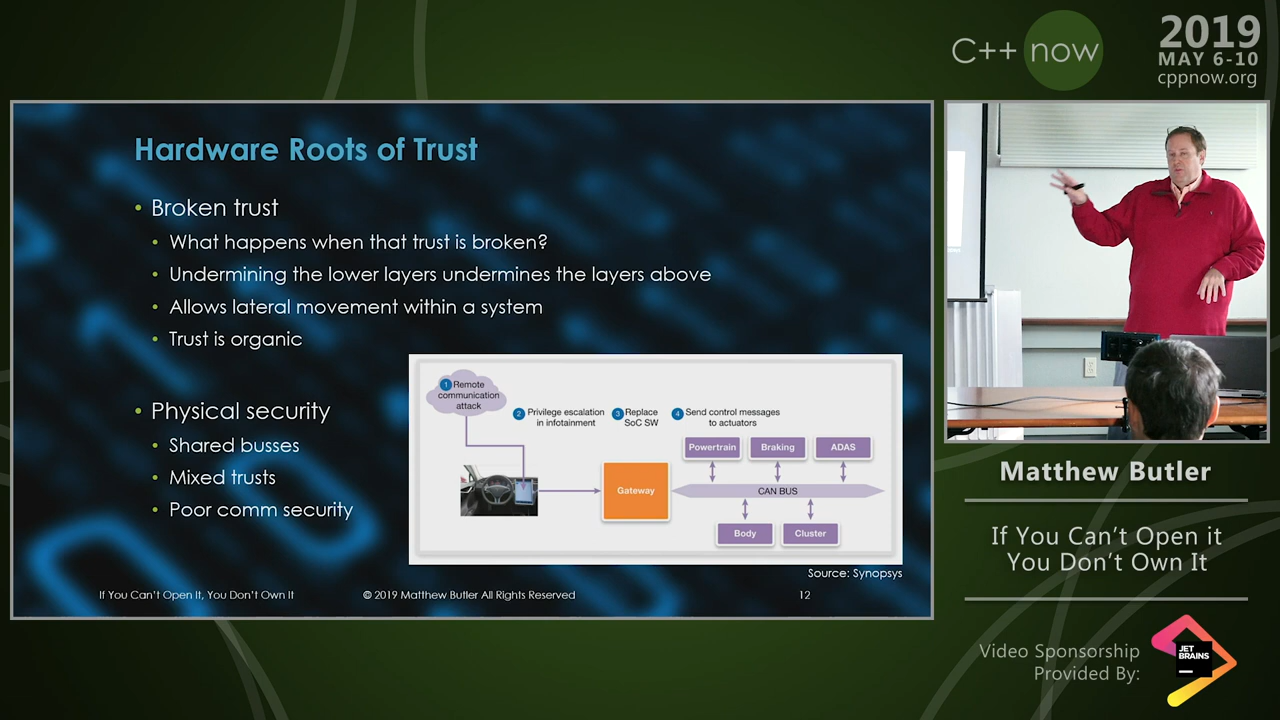 C++ now
2019
MAY 6-10
cppnow.org
Hardware Roots of Trust
• Broken trust
• What happens when that trust is broken?
• Undermining the lower layers undermines the layers above
• Allows lateral movement within a system
• Trust is organic
• Physical security
• Shared busses
• Mixed trusts
• Poor comm security
1 Remote
communication
attack
2 Privilege escalation
in infotainment
3 Replace
SoC SW
4 Send control messages
to actuators
Powertrain
Braking
ADAS
Gateway
CAN BUS
Body
Cluster
Source: Synopsys
If You Can't Open It, You Don't Own It
© 2019 Matthew Butler All Rights Reserved
12
Matthew Butler
If You Can't Open it
You Don't Own It
Video Sponsorship
Provided By:
JET
BRAINS